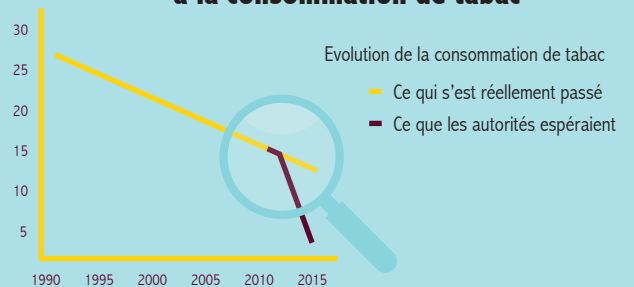 à la consommation de tabac
30
Evolution de la consommation de tabac
25
Ce qui s’est réellement passé
20
Ce que les autorités espéraient
15
10
5
1990 1995 2000 2005 2010 2015